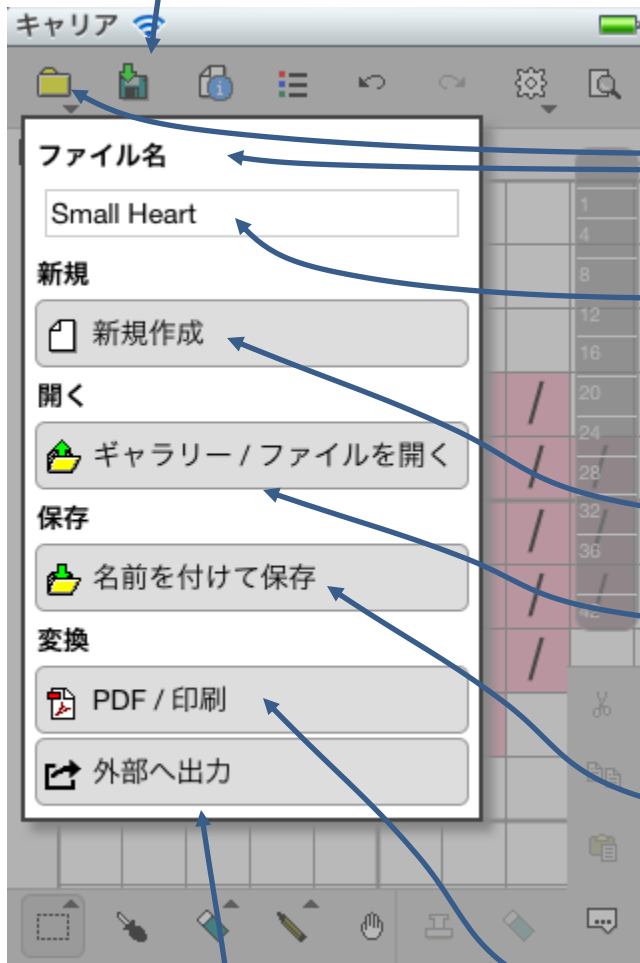 キャリア
ファイル名
Small Heart
新規
新規作成
開く
ギャラリー / ファイルを開く
保存
名前を付けて保存
変換
PDF / 印刷
外部へ出力
1
4
8
12
16
20
24
28
32
36
42
/
/
/
/
/
/
/
/